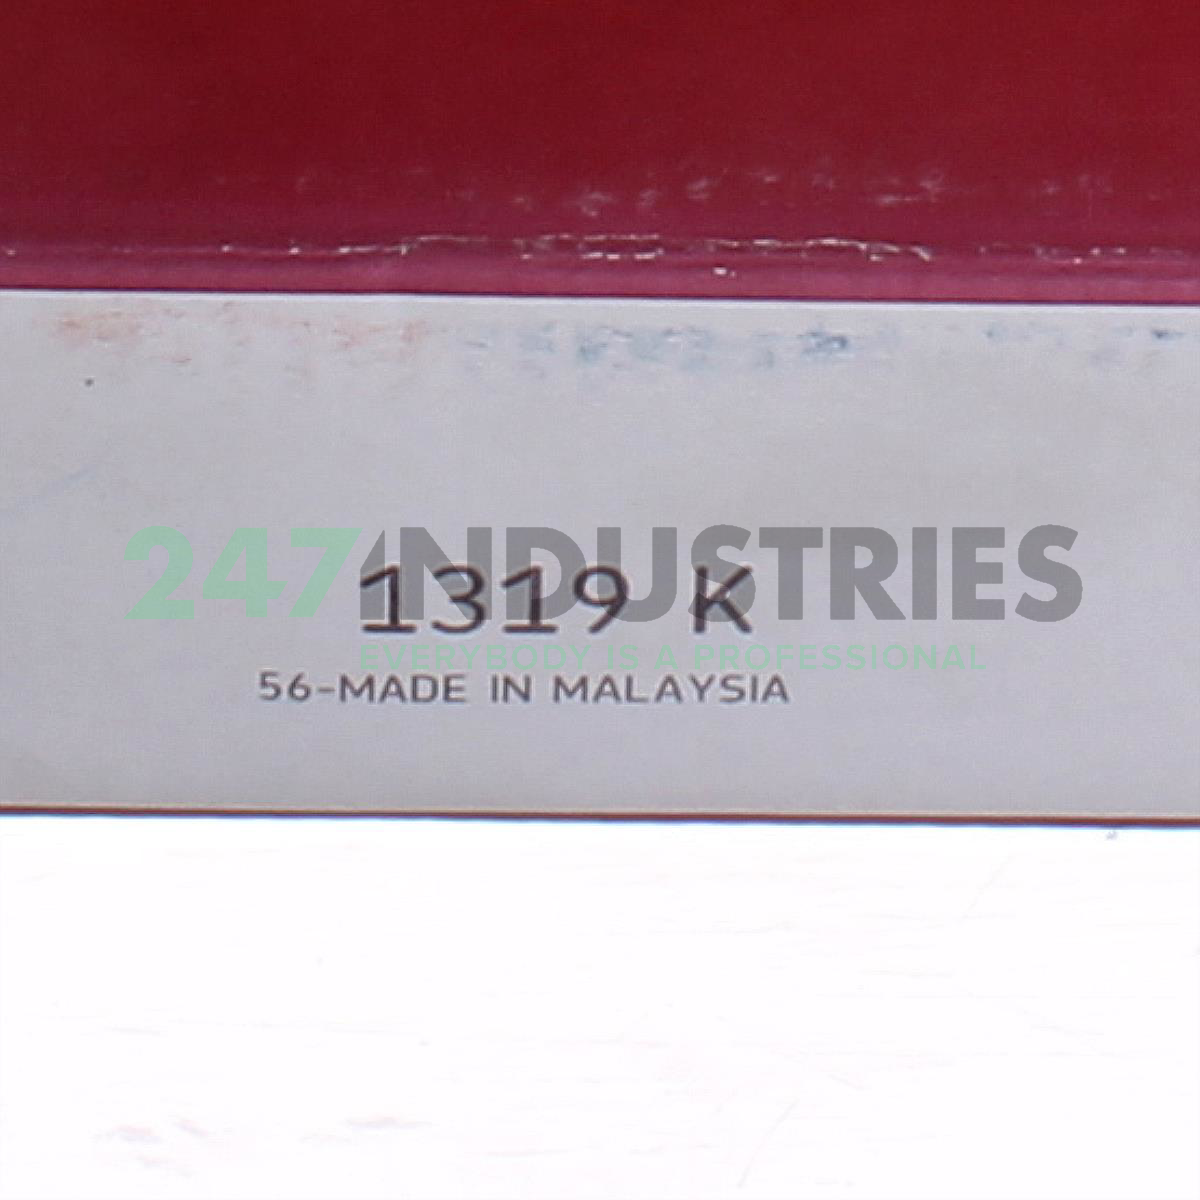 247INDUSTRIES
1319 K
EVERYBODY IS A PROFESSIONAL
56-MADE IN MALAYSIA